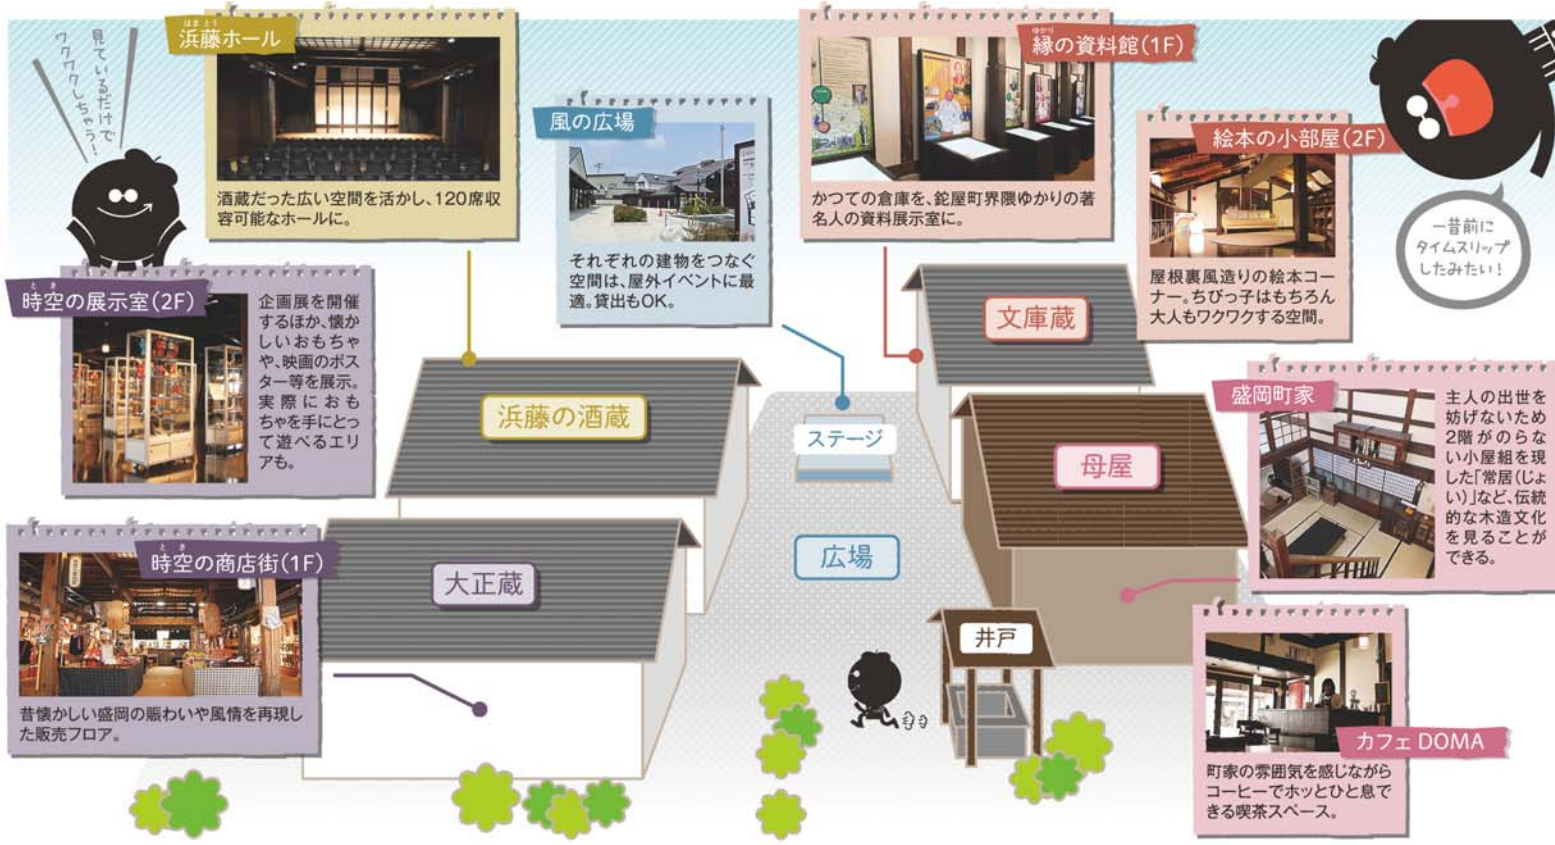 見ているだけで
ワクワクしちゃう!
はまとう
浜藤ホール
酒蔵だった広い空間を活かし、120席収
容可能なホールに。
風の広場
それぞれの建物をつなぐ
空間は、屋外イベントに最
適。貸出もOK。
ゆかり
縁の資料館(1F)
かつての倉庫を、鉈屋町界隈ゆかりの著
名人の資料展示室に。
絵本の小部屋(2F)
屋根裏風造りの絵本コー
ナー。ちびっ子はもちろん
大人もワクワクする空間。
一昔前に
タイムスリップ
したみたい!
とき
時空の展示室(2F)
企画展を開催
するほか、懐か
しいおもちゃ
や、映画のポス
ター等を展示。
実際におも
ちゃを手にとっ
て遊べるエリ
アも。
浜藤の酒蔵
ステージ
文庫蔵
母屋
盛岡町家
主人の出世を
妨げないため
2階がのらな
い小屋組を現
した「常居(じょ
い)」など、伝統
的な木造文化
を見ることが
できる。
とき
時空の商店街(1F)
昔懐かしい盛岡の賑わいや風情を再現し
た販売フロア。
大正蔵
広場
井戸
カフェ DOMA
町家の雰囲気を感じながら
コーヒーでホッとひと息で
きる喫茶スペース。